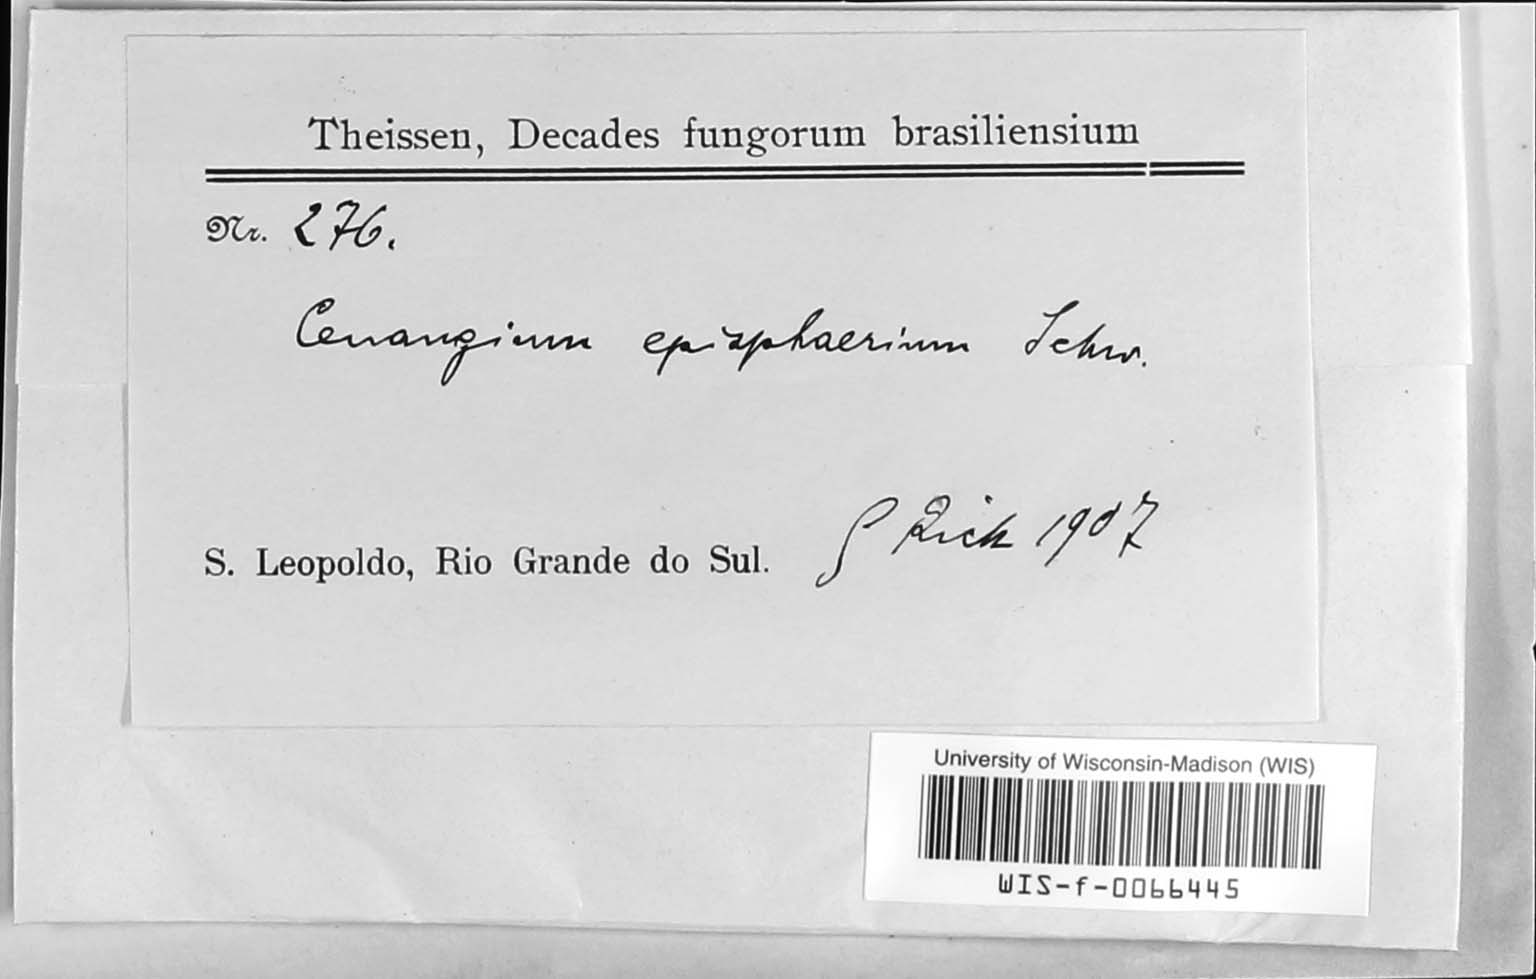 Theissen, Decades fungorum brasiliensium
Nr. 276.
Cenangium episphaerium Schw.
S. Leopoldo, Rio Grande do Sul. J Rick 1907
University of Wisconsin-Madison (WIS)
WIS-f-0066445